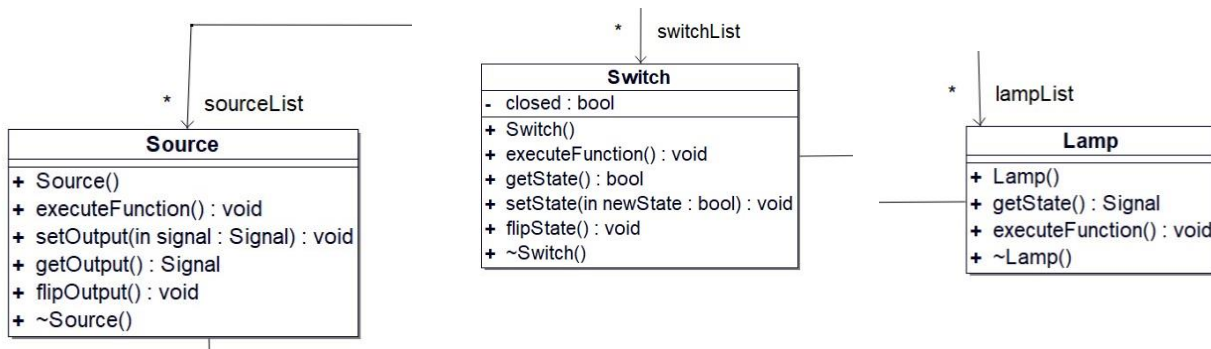 * sourceList
Source
+ Source()
+ executeFunction() : void
+ setOutput(in signal : Signal) : void
+ getOutput() : Signal
+ flipOutput() : void
+ ~Source()
* switchList
Switch
- closed : bool
+ Switch()
+ executeFunction() : void
+ getState() : bool
+ setState(in newState : bool) : void
+ flipState() : void
+ ~Switch()
* lampList
Lamp
+ Lamp()
+ getState() : Signal
+ executeFunction() : void
+ ~Lamp()